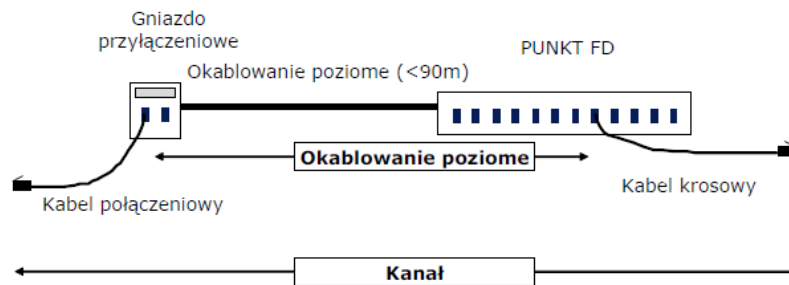 Gniazdo
przyłączeniowe
PUNKT FD
Okablowanie poziome (<90m)
Okablowanie poziome
Kabel połączeniowy
Kabel krosowy
Kanał